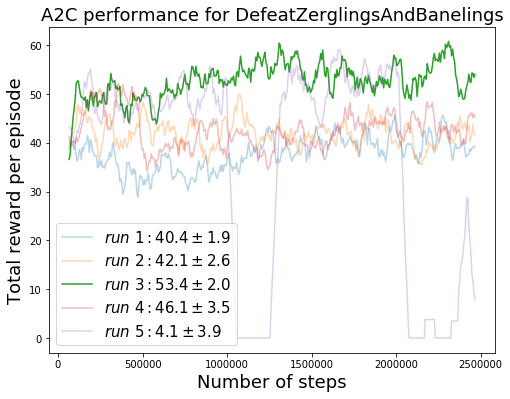 A2C performance for DefeatZerglingsAndBanelings
Total reward per episode
60
50
40
30
20
10
0
run 1 : 40.4 ± 1.9
run 2 : 42.1 ± 2.6
run 3 : 53.4 ± 2.0
run 4 : 46.1 ± 3.5
run 5 : 4.1 ± 3.9
0 500000 1000000 1500000 2000000 2500000
Number of steps